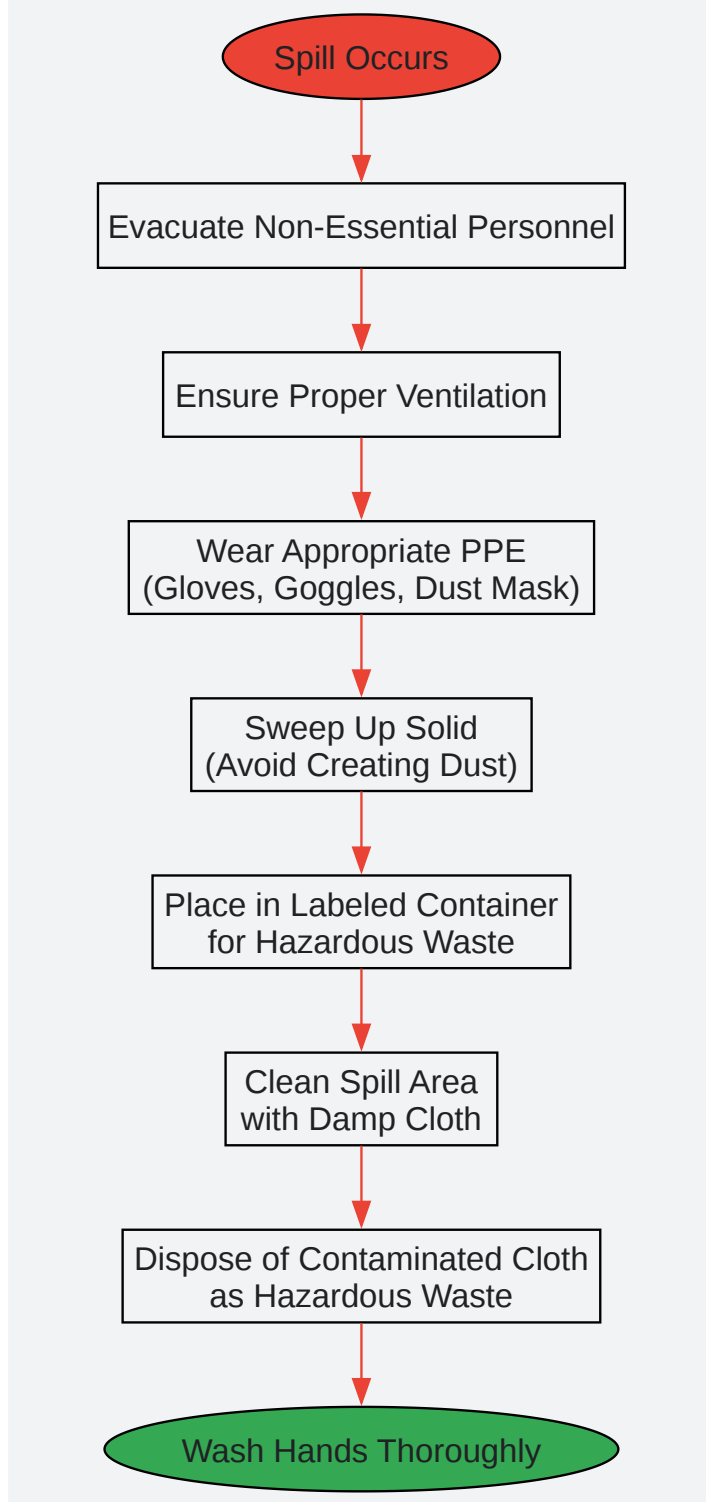 Spill Occurs
Evacuate Non-Essential Personnel
Ensure Proper Ventilation
Wear Appropriate PPE
(Gloves, Goggles, Dust Mask)
Sweep Up Solid
(Avoid Creating Dust)
Place in Labeled Container
for Hazardous Waste
Clean Spill Area
with Damp Cloth
Dispose of Contaminated Cloth
as Hazardous Waste
Wash Hands Thoroughly